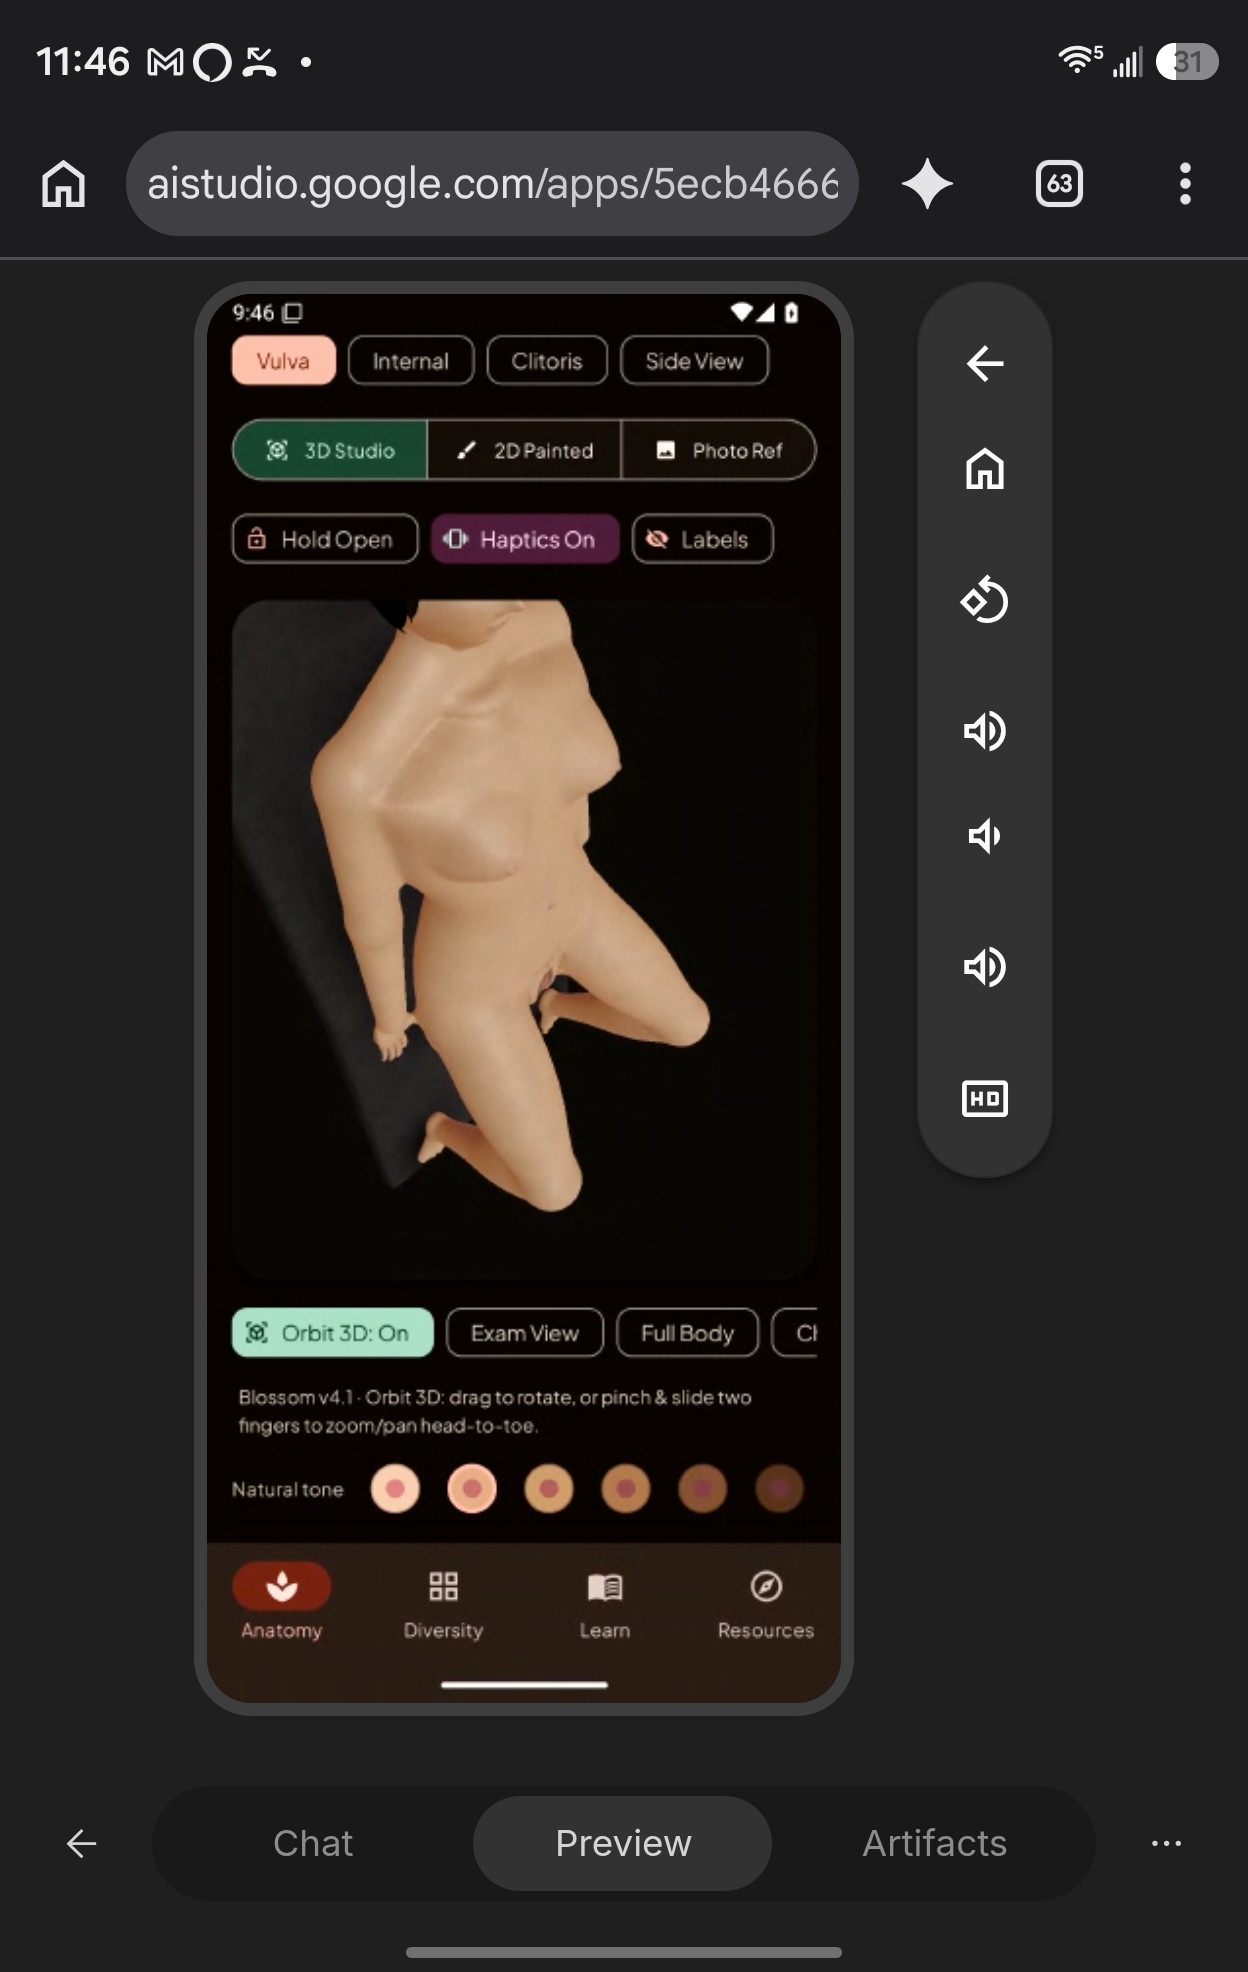 11:46
5
31
aistudio.google.com/apps/5ecb4666
63
9:46
Vulva Internal Clitoris Side View
3D Studio 2D Painted Photo Ref
Hold Open Haptics On Labels
HD
Orbit 3D: On Exam View Full Body
Blossom v4.1 · Orbit 3D: drag to rotate, or pinch & slide two
fingers to zoom/pan head-to-toe.
Natural tone
Anatomy Diversity Learn Resources
Chat Preview Artifacts